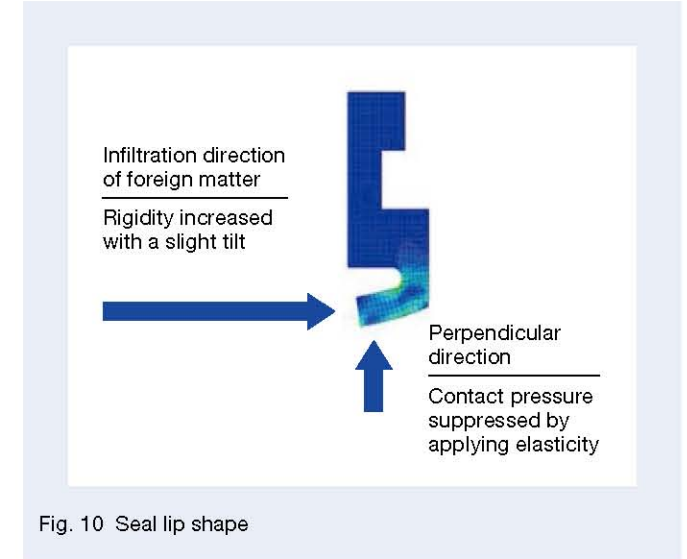 Infiltration direction
of foreign matter
Rigidity increased
with a slight tilt
Perpendicular
direction
Contact pressure
suppressed by
applying elasticity
Fig. 10 Seal lip shape